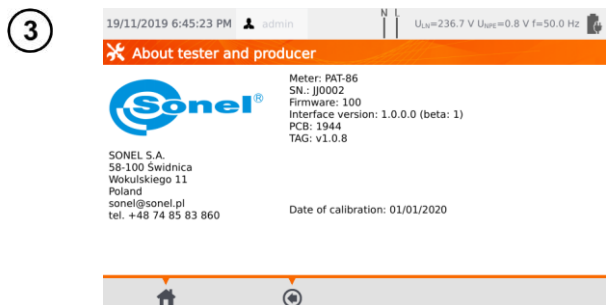 3
19/11/2019 6:45:23 PM admin N L ULN=236.7 V UNPE=0.8 V f=50.0 Hz
About tester and producer
Sonel®
Meter: PAT-86
SN.: JJ0002
Firmware: 100
Interface version: 1.0.0.0 (beta: 1)
PCB: 1944
TAG: v1.0.8
SONEL S.A.
58-100 Świdnica
Wokulskiego 11
Poland
sonel@sonel.pl
tel. +48 74 85 83 860
Date of calibration: 01/01/2020